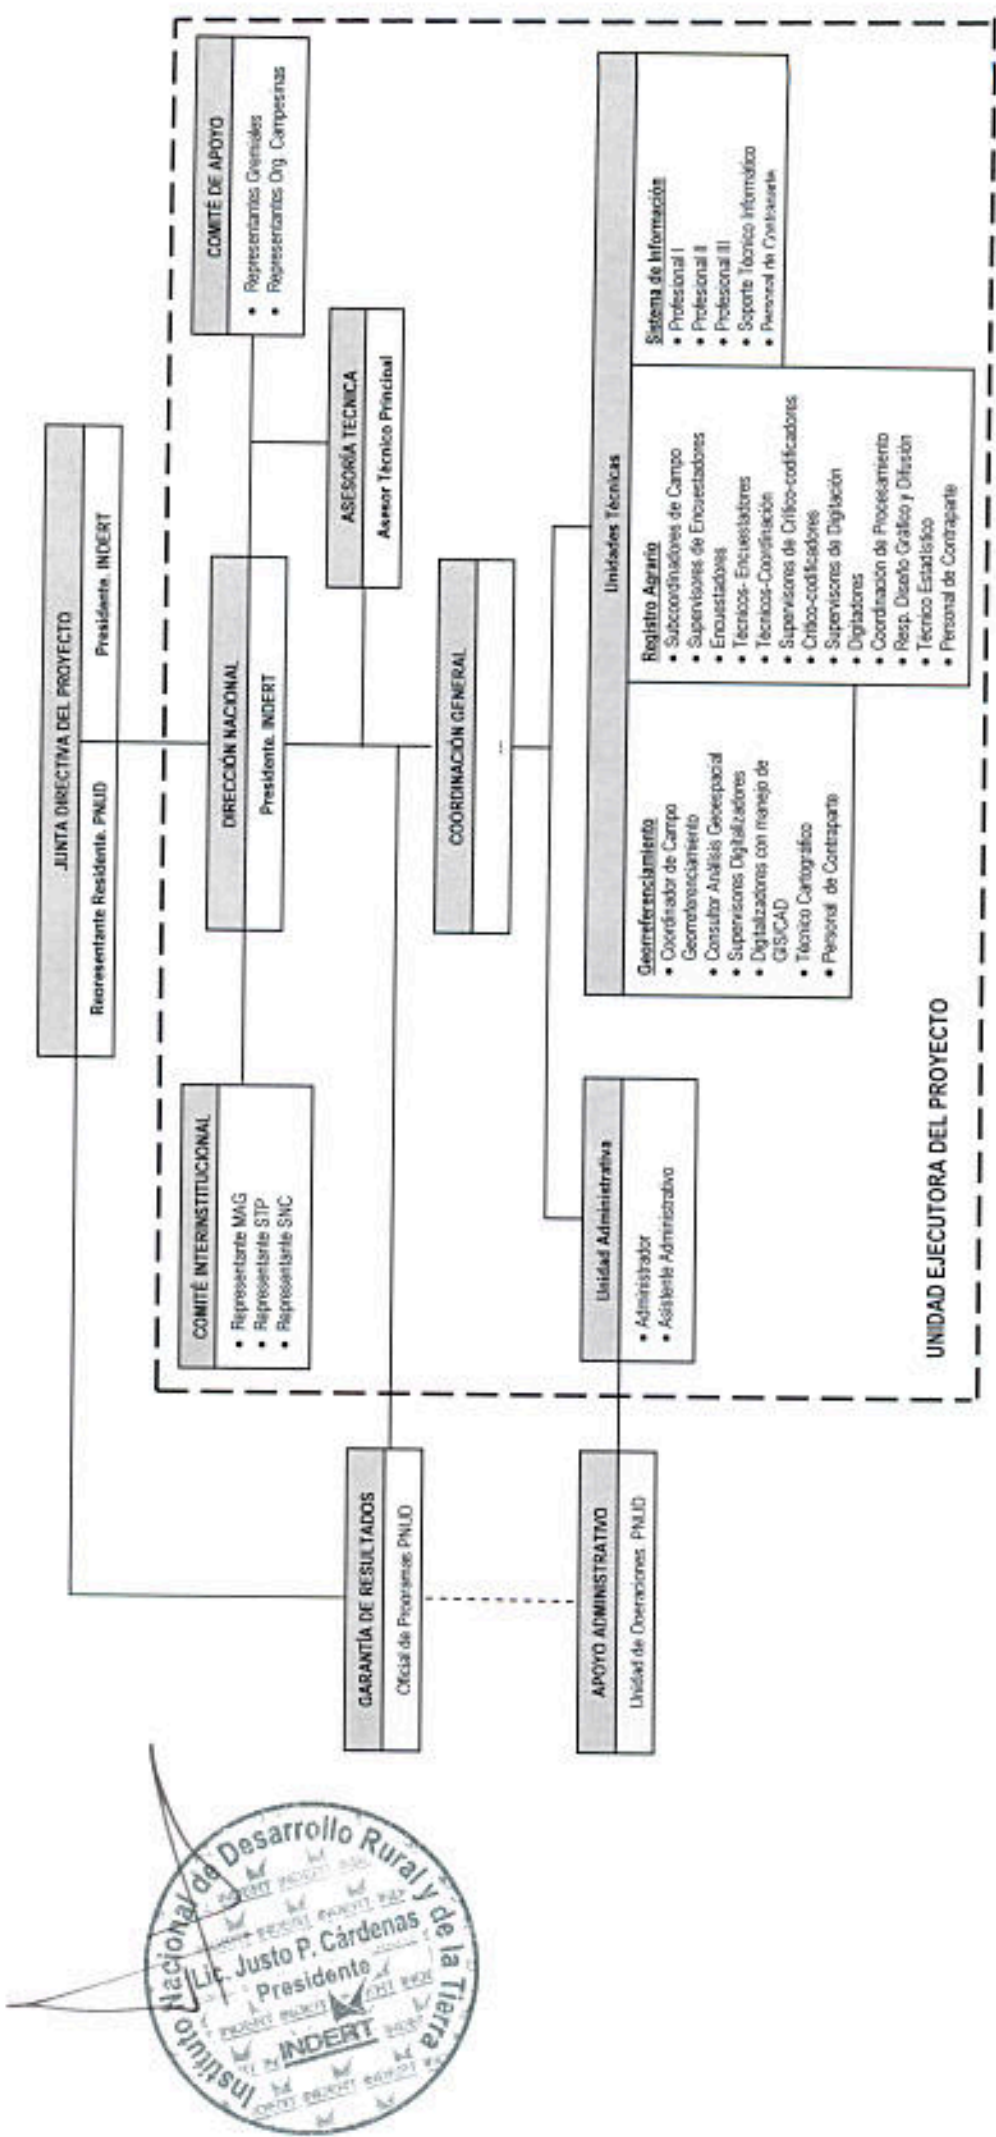 JUNTA DIRECTIVA DEL PROYECTO
Representante Residente. PNUD
Presidente. INDERT
COMITÉ INTERINSTITUCIONAL
• Representante MAG
• Representante STP
• Representante SNC
DIRECCIÓN NACIONAL
Presidente. INDERT
COMITÉ DE APOYO
• Representantes Gremiales
• Representantes Org. Campesinas
ASESORÍA TECNICA
Asesor Técnico Principal
GARANTÍA DE RESULTADOS
Oficial de Programas PNUD
COORDINACIÓN GENERAL
...
APOYO ADMINISTRATIVO
Unidad de Operaciones PNUD
Unidad Administrativa
• Administrador
• Asistente Administrativo
Unidades Técnicas
Georreferenciamiento
• Coordinador de Campo
Georreferenciamiento
• Consultor Análisis Geoespacial
• Supervisores Digitalizadores
• Digitalizadores con manejo de
GIS/CAD
• Técnico Cartográfico
• Personal de Contraparte
Registro Agrario
• Subcoordinadores de Campo
• Supervisores de Encuestadores
• Encuestadores
• Técnicos- Encuestadores
• Técnicos-Coordinación
• Supervisores de Crítico-codificadores
• Crítico-codificadores
• Supervisores de Digitación
• Digitadores
• Coordinación de Procesamiento
• Resp. Diseño Gráfico y Difusión
• Técnico Estadístico
• Personal de Contraparte
Sistema de Información
• Profesional I
• Profesional II
• Profesional III
• Soporte Técnico Informático
• Personal de Contraparte
UNIDAD EJECUTORA DEL PROYECTO
Instituto Nacional de Desarrollo Rural y de la Tierra
Lic. Justo P. Cárdenas
Presidente
INDERT